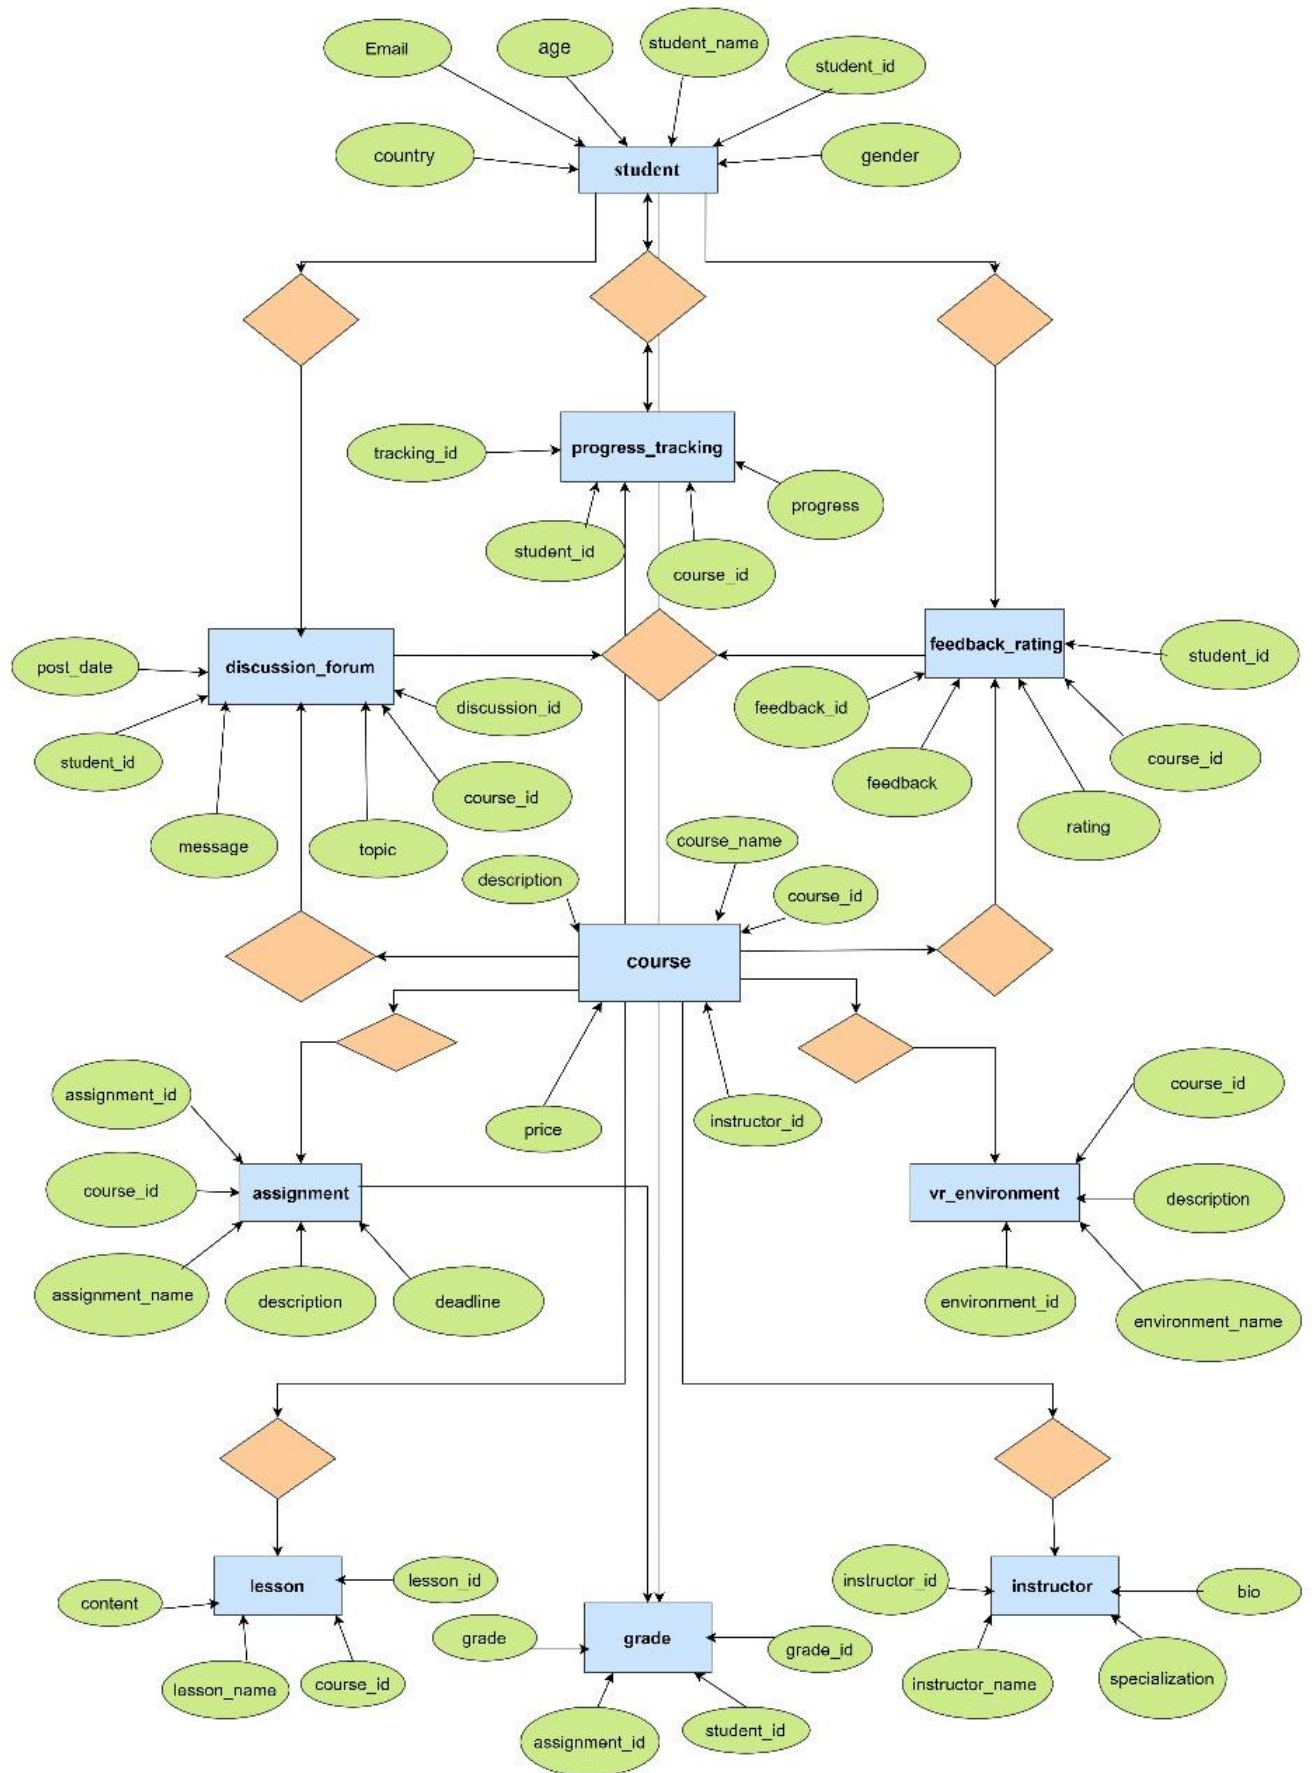 Email
age
student_name
student_id
country
student
gender
tracking_id
progress_tracking
progress
student_id
course_id
post_date
discussion_forum
feedback_rating
student_id
discussion_id
feedback_id
student_id
course_id
feedback
course_id
message
topic
rating
course_name
description
course_id
course
assignment_id
price
instructor_id
course_id
course_id
assignment
vr_environment
description
assignment_name
description
deadline
environment_id
environment_name
lesson
lesson_id
content
lesson_name
course_id
instructor_id
instructor
bio
instructor_name
specialization
grade
grade
grade_id
assignment_id
student_id